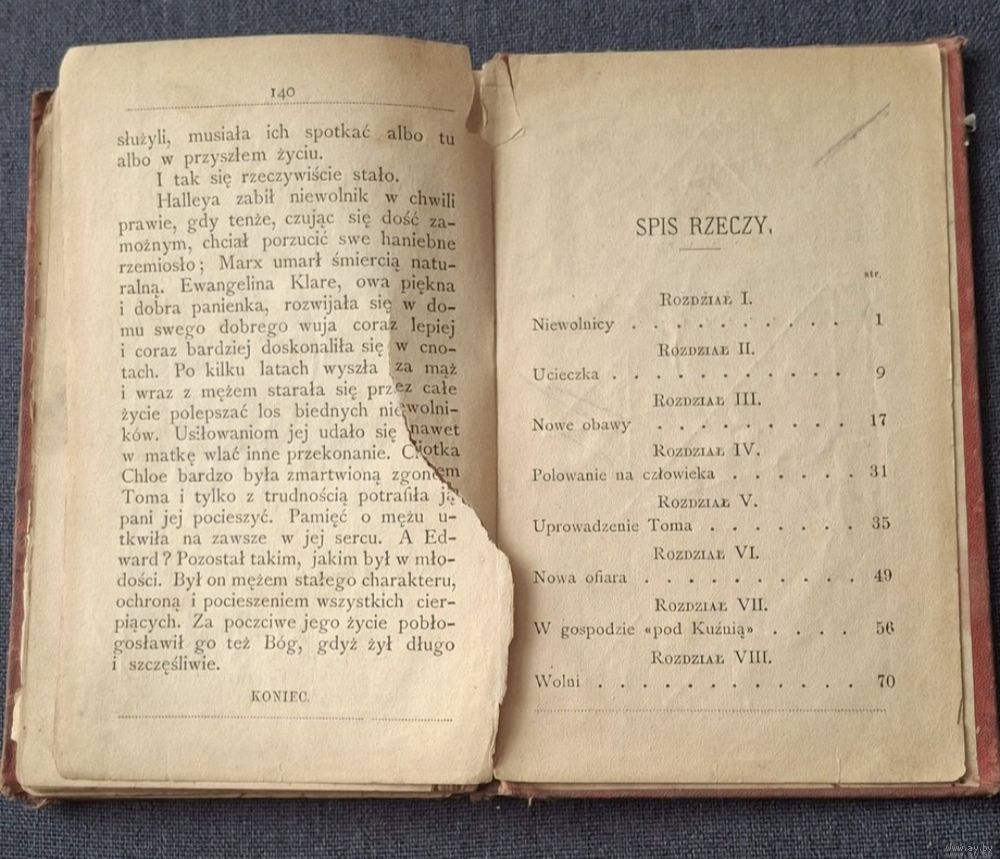 140
służyli, musiała ich spotkać albo tu
albo w przyszłem życiu.
I tak się rzeczywiście stało.
Halleya zabił niewolnik w chwili
prawie, gdy tenże, czując się dość za-
możnym, chciał porzucić swe haniebne
rzemiosło; Marx umarł śmiercią natu-
ralną. Ewangelina Klare, owa piękna
i dobra panienka, rozwijała się w do-
mu swego dobrego wuja coraz lepiej
i coraz bardziej doskonaliła się w cno-
tach. Po kilku latach wyszła za mąż
i wraz z mężem starała się przez całe
życie polepszać los biednych niewolni-
ków. Usiłowaniom jej udało się nawet
w matkę wlać inne przekonanie. Ciotka
Chloe bardzo była zmartwioną zgonem
Toma i tylko z trudnością potrafiła ją
pani jej pocieszyć. Pamięć o mężu u-
tkwiła na zawsze w jej sercu. A Ed-
ward? Pozostał takim, jakim był w mło-
dości. Był on mężem stałego charakteru,
ochroną i pocieszeniem wszystkich cier-
piących. Za poczciwe jego życie pobło-
gosławił go też Bóg, gdyż żył długo
i szczęśliwie.
KONIEC.
SPIS RZECZY.
str.
ROZDZIAŁ I.
Niewolnicy . . . . . . . . . . 1
ROZDZIAŁ II.
Ucieczka . . . . . . . . . . . 9
ROZDZIAŁ III.
Nowe obawy . . . . . . . . . 17
ROZDZIAŁ IV.
Polowanie na człowieka . . . . . . 31
ROZDZIAŁ V.
Uprowadzenie Toma . . . . . . . 35
ROZDZIAŁ VI.
Nowa ofiara . . . . . . . . . . 49
ROZDZIAŁ VII.
W gospodzie «pod Kuźnią» . . . . 56
ROZDZIAŁ VIII.
Wolni . . . . . . . . . . . . 70
www.ay.by